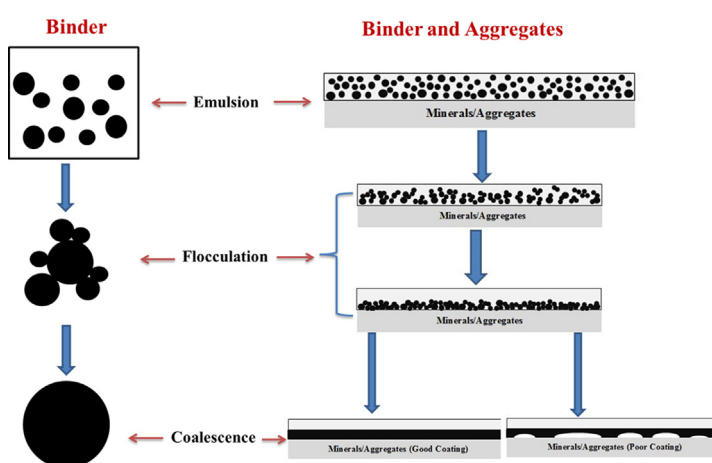 Binder
Binder and Aggregates
Emulsion
Minerals/Aggregates
Minerals/Aggregates
Flocculation
Minerals/Aggregates
Coalescence
Minerals/Aggregates (Good Coating)
Minerals/Aggregates (Poor Coating)